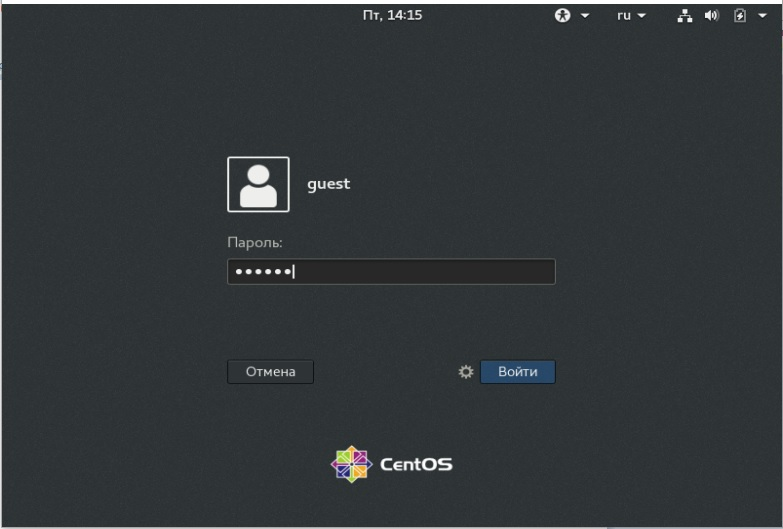 Пт, 14:15
ru
guest
Пароль:
Отмена
Войти
CentOS